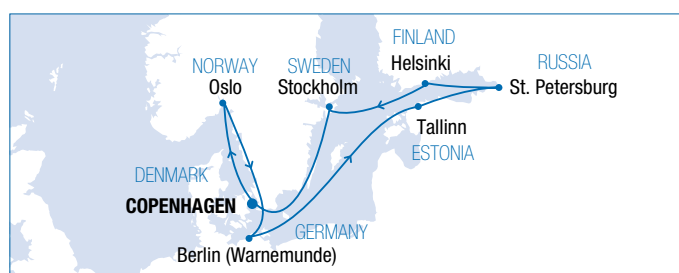 FINLAND
Helsinki
NORWAY
Oslo
SWEDEN
Stockholm
RUSSIA
St. Petersburg
Tallinn
ESTONIA
DENMARK
COPENHAGEN
GERMANY
Berlin (Warnemunde)